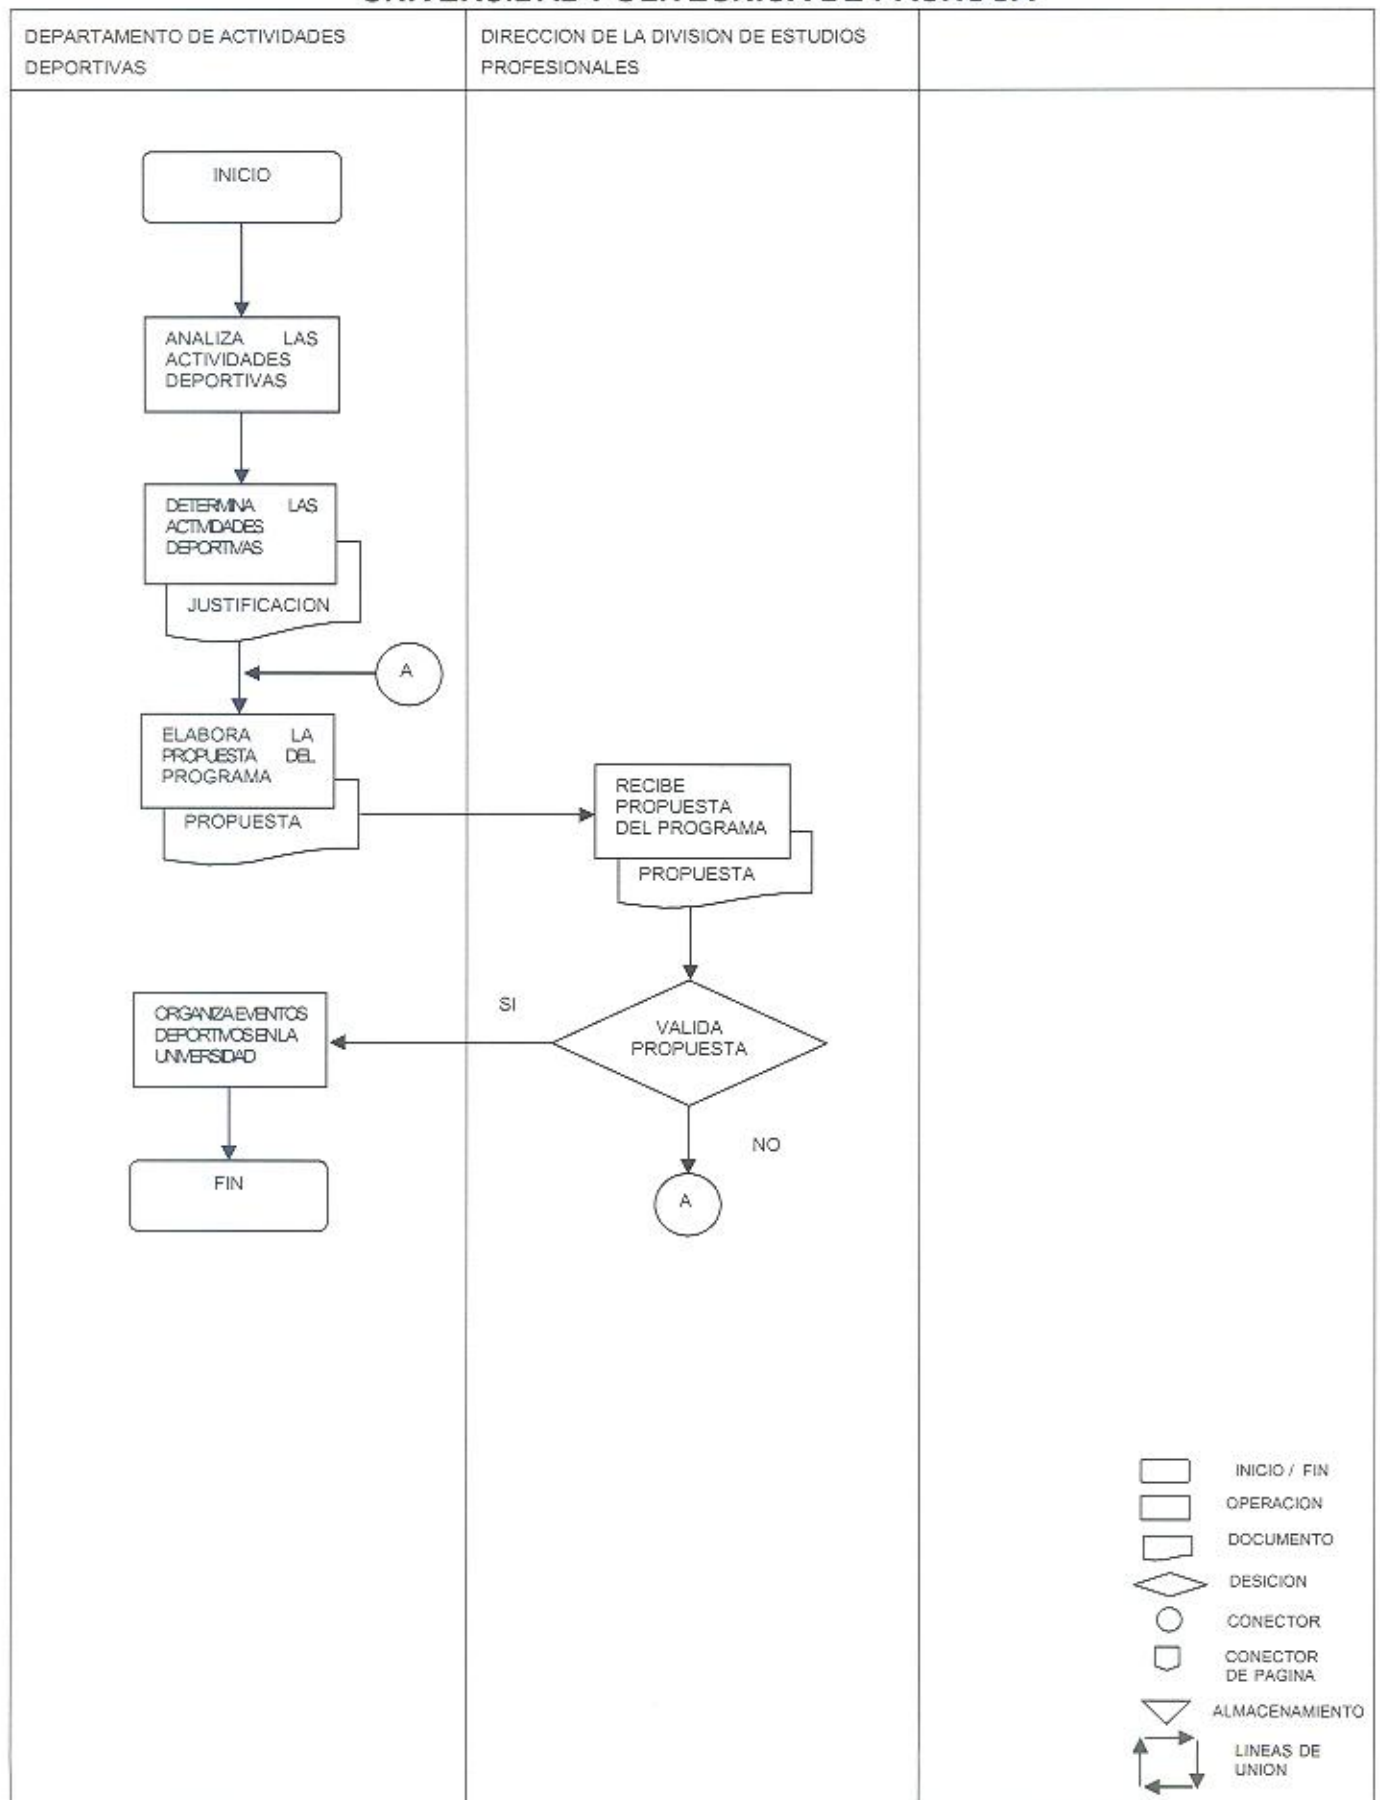 DEPARTAMENTO DE ACTIVIDADES
DEPORTIVAS
DIRECCION DE LA DIVISION DE ESTUDIOS
PROFESIONALES
INICIO
ANALIZA LAS
ACTIVIDADES
DEPORTIVAS
DETERMINA LAS
ACTIVIDADES
DEPORTIVAS
JUSTIFICACION
A
ELABORA LA
PROPUESTA DEL
PROGRAMA
PROPUESTA
RECIBE
PROPUESTA
DEL PROGRAMA
PROPUESTA
ORGANIZA EVENTOS
DEPORTIVOS EN LA
UNIVERSIDAD
SI
VALIDA
PROPUESTA
NO
FIN
A
INICIO / FIN
OPERACION
DOCUMENTO
DESICION
CONECTOR
CONECTOR
DE PAGINA
ALMACENAMIENTO
LINEAS DE
UNION